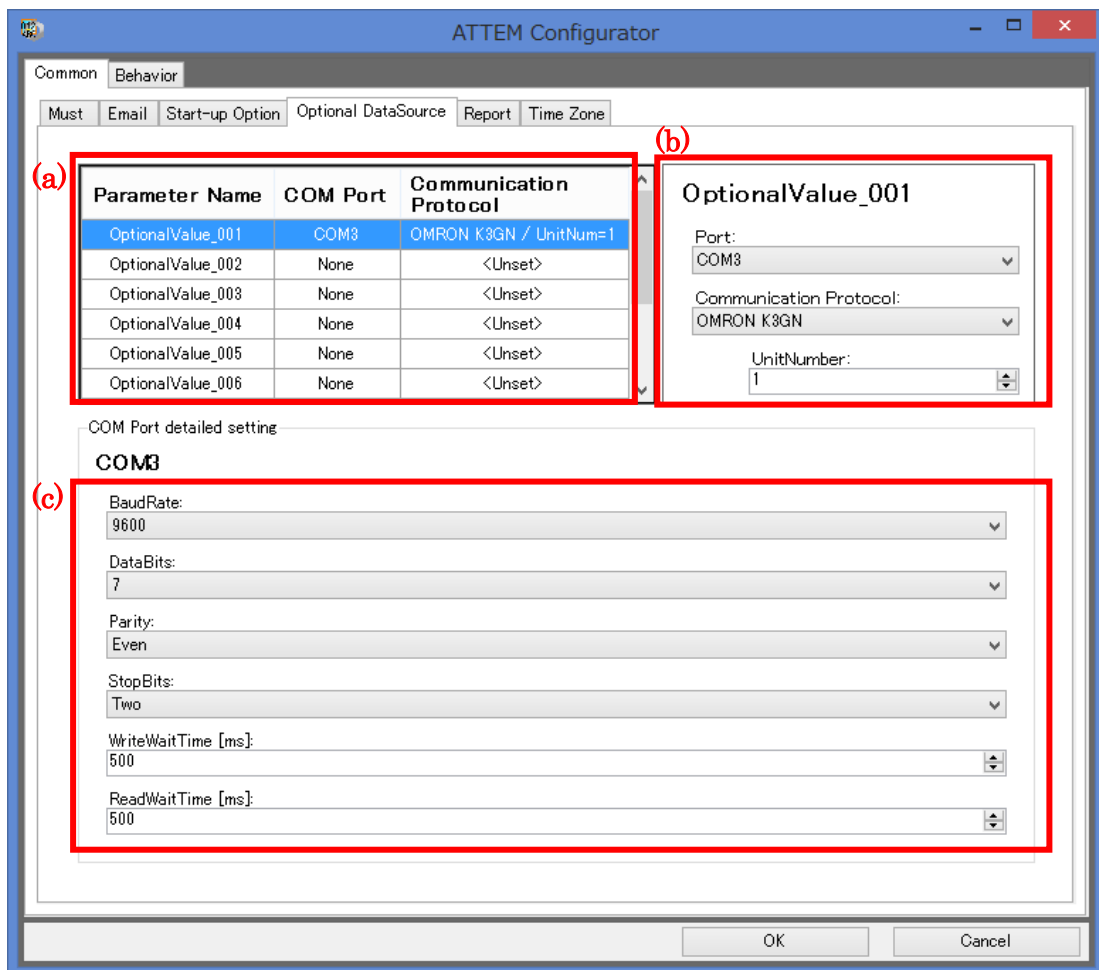 ATTEM Configurator
Common Behavior
Must Email Start-up Option Optional DataSource Report Time Zone
(a)
Parameter Name COM Port Communication Protocol
OptionalValue_001 COM3 OMRON K3GN / UnitNum=1
OptionalValue_002 None <Unset>
OptionalValue_003 None <Unset>
OptionalValue_004 None <Unset>
OptionalValue_005 None <Unset>
OptionalValue_006 None <Unset>
(b)
OptionalValue_001
Port:
COM3
Communication Protocol:
OMRON K3GN
UnitNumber:
1
COM Port detailed setting
COM3
(c)
BaudRate:
9600
DataBits:
7
Parity:
Even
StopBits:
Two
WriteWaitTime [ms]:
500
ReadWaitTime [ms]:
500
OK Cancel